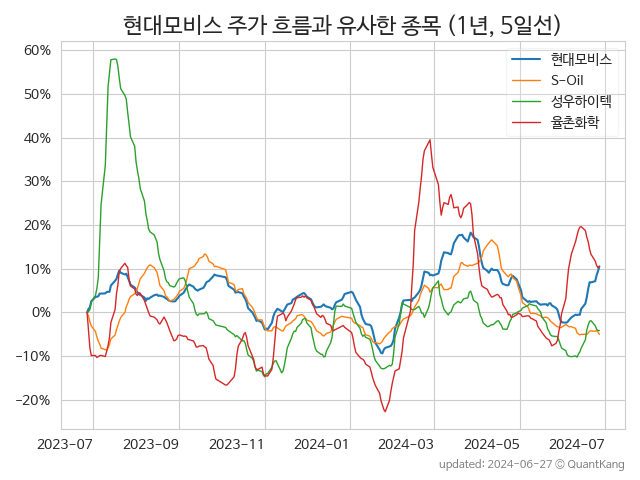 현대모비스 주가 흐름과 유사한 종목 (1년, 5일선)
60%
50%
40%
30%
20%
10%
0%
−10%
−20%
현대모비스
S-Oil
성우하이텍
율촌화학
2023-07 2023-09 2023-11 2024-01 2024-03 2024-05 2024-07
updated: 2024-06-27 © QuantKang